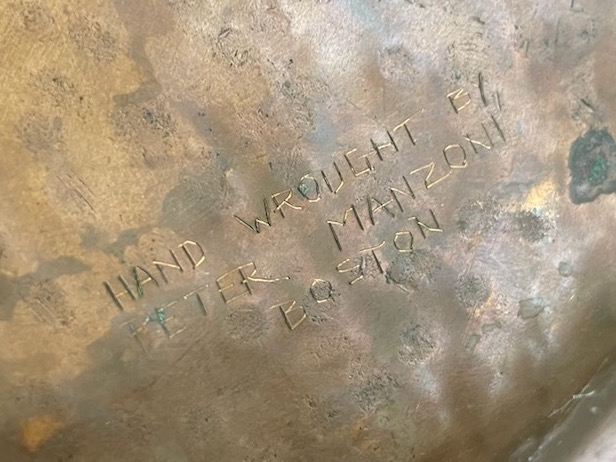 HAND WROUGHT BY
PETER MANZONI
BOSTON